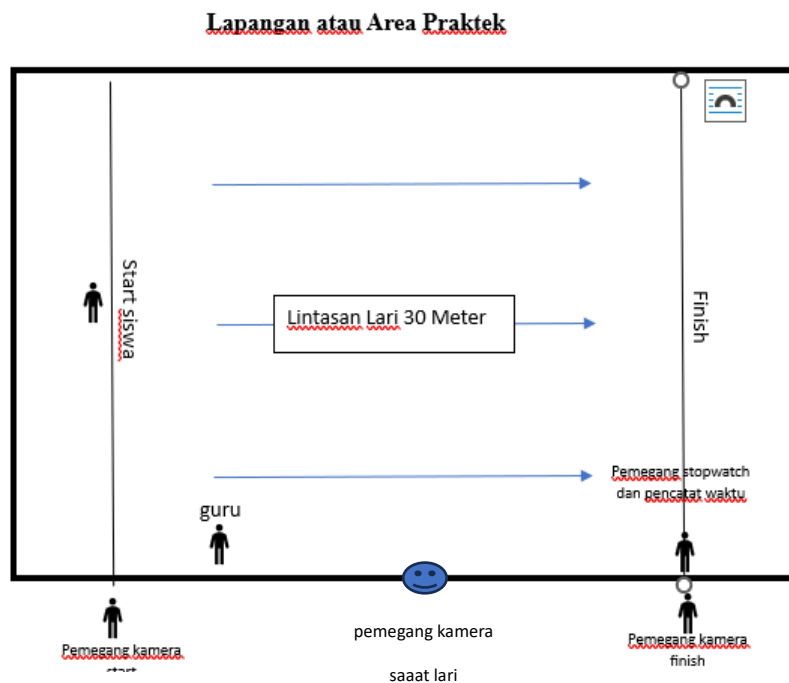 Lapangan atau Area Praktek
Start siswa
Lintasan Lari 30 Meter
Finish
Pemegang stopwatch
dan pencatat waktu
guru
Pemegang kamera
start
pemegang kamera
saaat lari
Pemegang kamera
finish